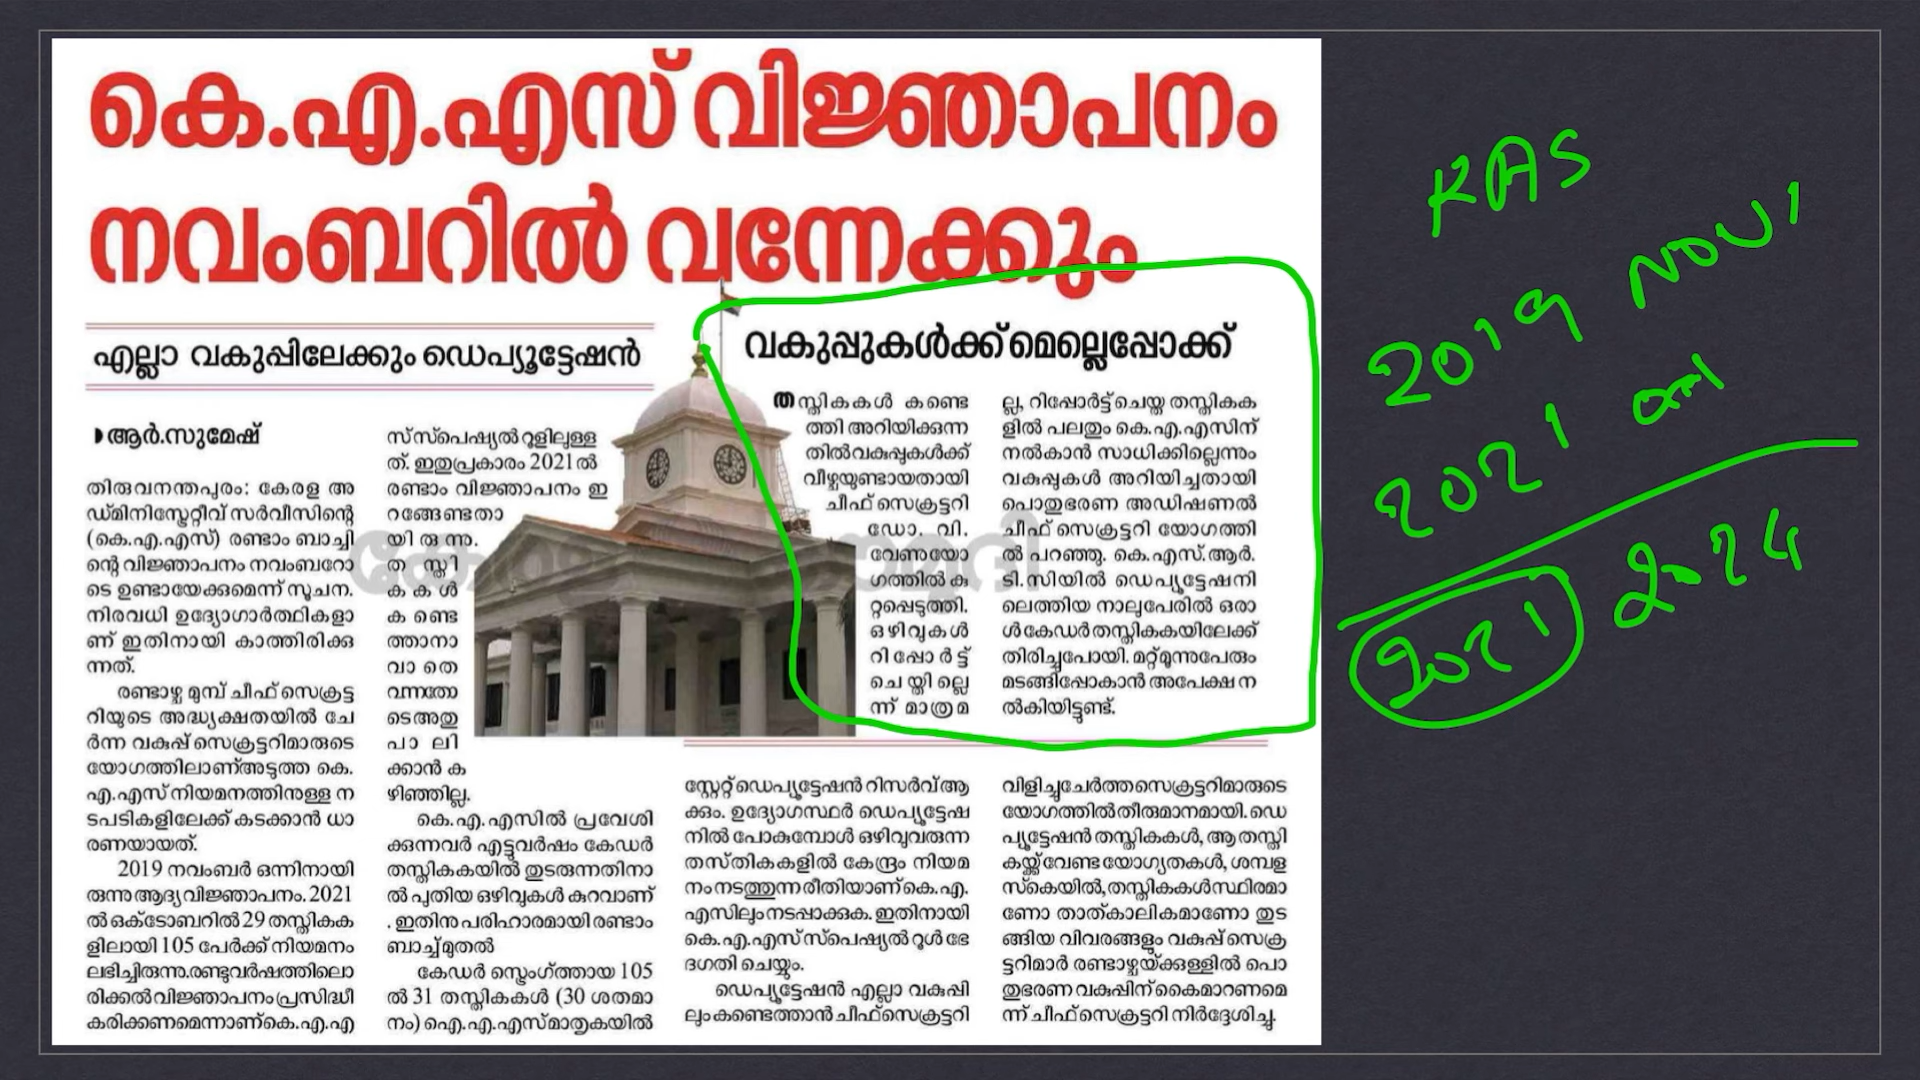 കെ.എ.എസ് വിജ്ഞാപനം
നവംബറിൽ വന്നേക്കും
എല്ലാ വകുപ്പിലേക്കും ഡെപ്യൂട്ടേഷൻ
ആർ.സുമേഷ്
തിരുവനന്തപുരം: കേരള അ
ഡ്മിനിസ്ട്രേറ്റീവ് സർവീസിന്റെ
(കെ.എ.എസ്) രണ്ടാം ബാച്ചി
ന്റെ വിജ്ഞാപനം നവംബറോ
ടെ ഉണ്ടായേക്കുമെന്ന് സൂചന.
നിരവധി ഉദ്യോഗാർത്ഥികളാ
ണ് ഇതിനായി കാത്തിരിക്കു
ന്നത്.
രണ്ടാഴ്ച മുമ്പ് ചീഫ് സെക്രട്ട
റിയുടെ അദ്ധ്യക്ഷതയിൽ ചേ
ർന്ന വകുപ്പ് സെക്രട്ടറിമാരുടെ
യോഗത്തിലാണ് അടുത്ത കെ.
എ.എസ് നിയമനത്തിനുള്ള ന
ടപടികളിലേക്ക് കടക്കാൻ ധാ
രണയായത്.
2019 നവംബർ ഒന്നിനായി
രുന്നു ആദ്യ വിജ്ഞാപനം. 2021
ൽ ഒക്ടോബറിൽ 29 തസ്തികക
ളിലായി 105 പേർക്ക് നിയമനം
ലഭിച്ചിരുന്നു.രണ്ടുവർഷത്തിലൊ
രിക്കൽ വിജ്ഞാപനം പ്രസിദ്ധീ
കരിക്കണമെന്നാണ് കെ.എ.എ
സ് സ്പെഷ്യൽ റൂളിലുള്ള
ത്. ഇതുപ്രകാരം 2021ൽ
രണ്ടാം വിജ്ഞാപനം ഇ
റങ്ങേണ്ടതാ
യിരുന്നു.
തസ്തി
കകൾ
കണ്ടെ
ത്താനാ
വാതെ
വന്നതോ
ടെ അതു
പാലി
ക്കാൻ ക
ഴിഞ്ഞില്ല.
കെ.എ.എസിൽ പ്രവേശി
ക്കുന്നവർ എട്ടുവർഷം കേഡർ
തസ്തികകയിൽ തുടരുന്നതിനാ
ൽ പുതിയ ഒഴിവുകൾ കുറവാണ്
. ഇതിനു പരിഹാരമായി രണ്ടാം
ബാച്ച് മുതൽ
കേഡർ സ്ട്രെംഗ്ത്തായ 105
ൽ 31 തസ്തികകൾ (30 ശതമാ
നം) ഐ.എ.എസ് മാതൃകയിൽ
വകുപ്പുകൾക്ക് മെല്ലെപ്പോക്ക്
തസ്തികകൾ കണ്ടെ
ത്തി അറിയിക്കുന്ന
തിൽ വകുപ്പുകൾക്ക്
വീഴ്ചയുണ്ടായതായി
ചീഫ് സെക്രട്ടറി
ഡോ. വി.
വേണു യോ
ഗത്തിൽ കു
റ്റപ്പെടുത്തി.
ഒഴിവുകൾ
റിപ്പോർട്ട്
ചെയ്തില്ലെ
ന്ന് മാത്രമ
ല്ല, റിപ്പോർട്ട് ചെയ്ത തസ്തികക
ളിൽ പലതും കെ.എ.എസിന്
നൽകാൻ സാധിക്കില്ലെന്നും
വകുപ്പുകൾ അറിയിച്ചതായി
പൊതുഭരണ അഡിഷണൽ
ചീഫ് സെക്രട്ടറി യോഗത്തി
ൽ പറഞ്ഞു. കെ.എസ്.ആർ.
ടി.സിയിൽ ഡെപ്യൂട്ടേഷനി
ലെത്തിയ നാലുപേരിൽ ഒരാ
ൾ കേഡർ തസ്തികകയിലേക്ക്
തിരിച്ചുപോയി. മറ്റ് മൂന്നുപേരും
മടങ്ങിപ്പോകാൻ അപേക്ഷ ന
ൽകിയിട്ടുണ്ട്.
സ്റ്റേറ്റ് ഡെപ്യൂട്ടേഷൻ റിസർവ് ആ
ക്കും. ഉദ്യോഗസ്ഥർ ഡെപ്യൂട്ടേഷ
നിൽ പോകുമ്പോൾ ഒഴിവുവരുന്ന
തസ്തികകളിൽ കേന്ദ്രം നിയമ
നം നടത്തുന്ന രീതിയാണ് കെ.എ.
എസിലും നടപ്പാക്കുക. ഇതിനായി
കെ.എ.എസ് സ്പെഷ്യൽ റൂൾ ഭേ
ദഗതി ചെയ്യും.
ഡെപ്യൂട്ടേഷൻ എല്ലാ വകുപ്പി
ലും കണ്ടെത്താൻ ചീഫ് സെക്രട്ടറി
വിളിച്ചു ചേർത്ത സെക്രട്ടറിമാരുടെ
യോഗത്തിൽ തീരുമാനമായി. ഡെ
പ്യൂട്ടേഷൻ തസ്തികകൾ, ആ തസ്തി
കയ്ക്ക് വേണ്ട യോഗ്യതകൾ, ശമ്പള
സ്കെയിൽ, തസ്തികകൾ സ്ഥിരമാ
ണോ താത്കാലികമാണോ തുട
ങ്ങിയ വിവരങ്ങളും വകുപ്പ് സെക്ര
ട്ടറിമാർ രണ്ടാഴ്ചയ്ക്കുള്ളിൽ പൊ
തുഭരണ വകുപ്പിന് കൈമാറണമെ
ന്ന് ചീഫ് സെക്രട്ടറി നിർദ്ദേശിച്ചു.
KAS
2019 NOV 1
2021
2021 2024